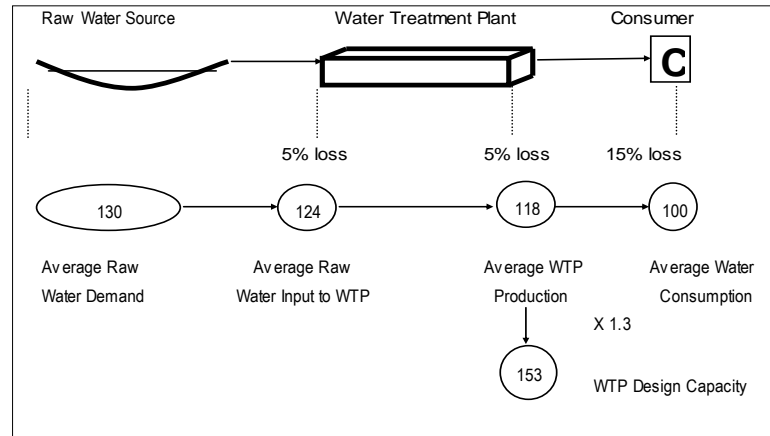 Raw Water Source
Water Treatment Plant
Consumer
C
5% loss
5% loss
15% loss
130
124
118
100
Average Raw
Water Demand
Average Raw
Water Input to WTP
Average WTP
Production
Average Water
Consumption
X 1.3
153
WTP Design Capacity